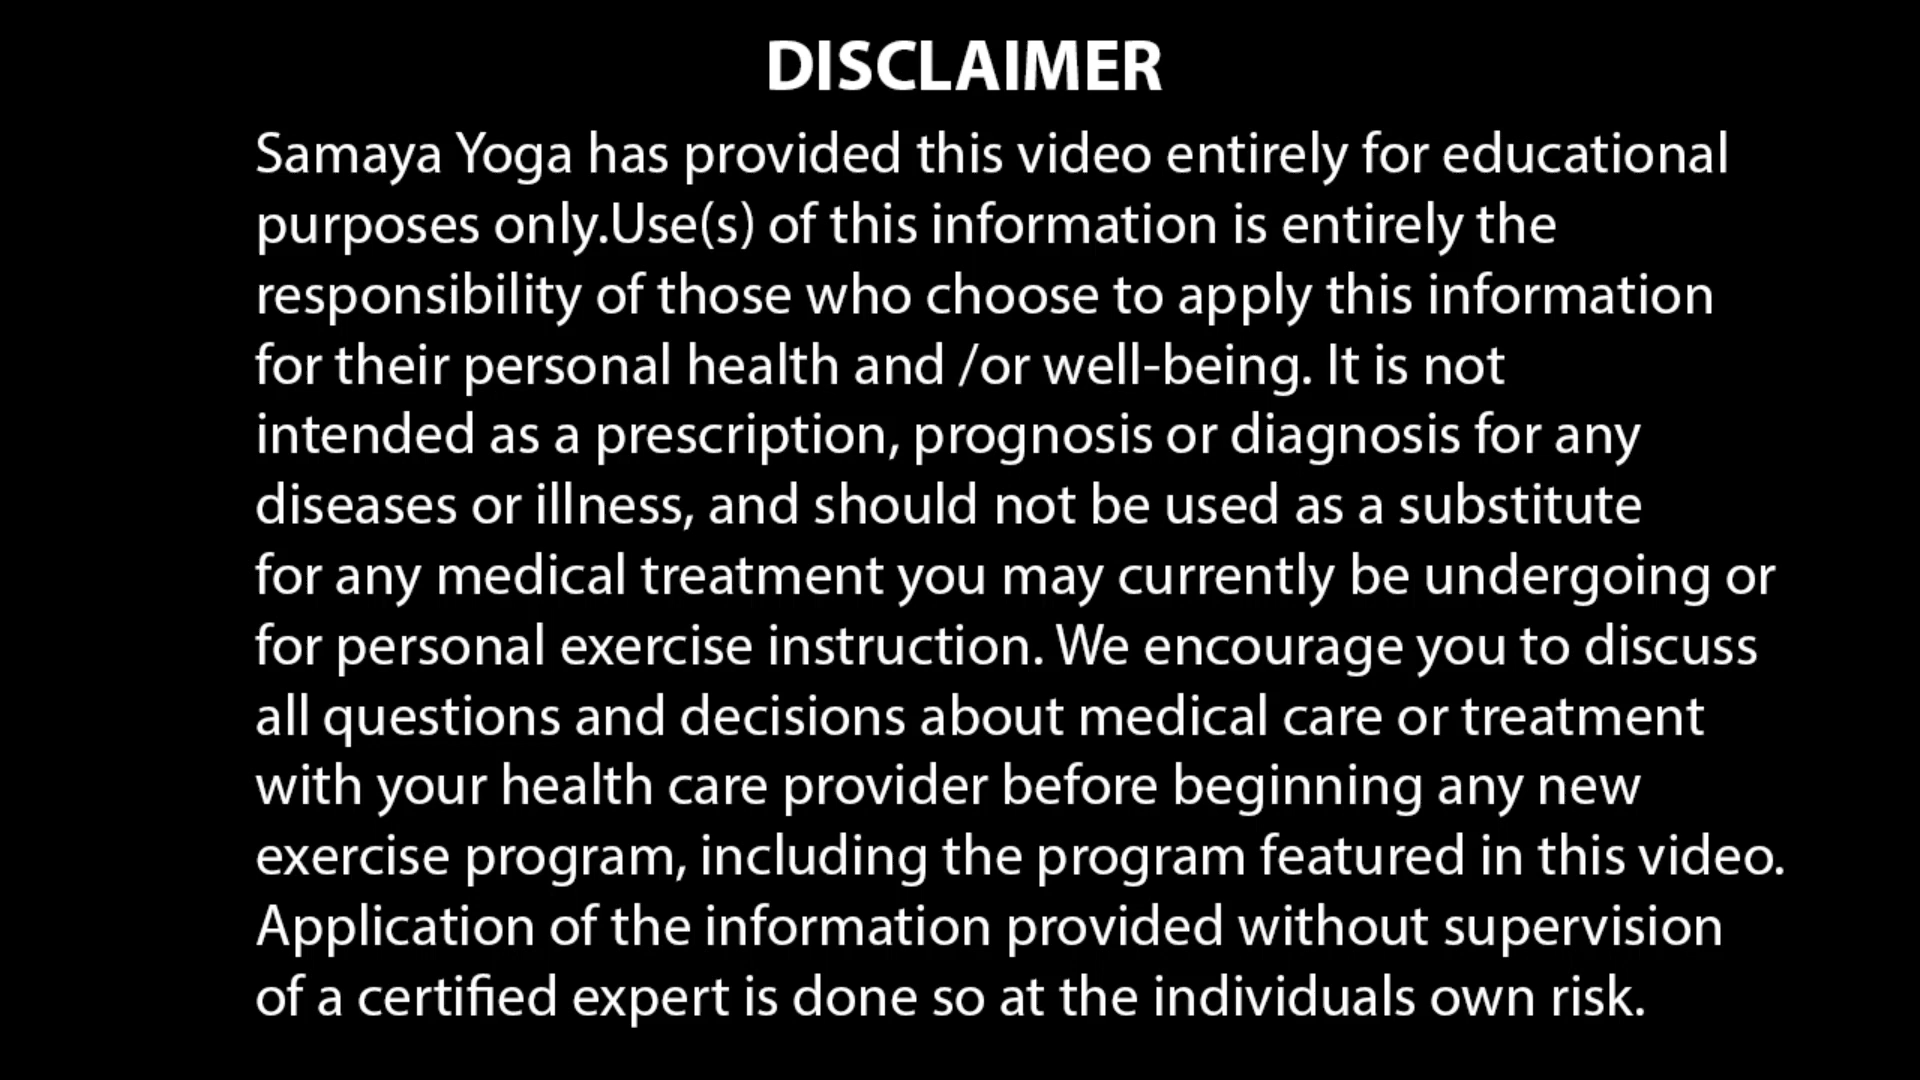 DISCLAIMER
Samaya Yoga has provided this video entirely for educational
purposes only.Use(s) of this information is entirely the
responsibility of those who choose to apply this information
for their personal health and /or well-being. It is not
intended as a prescription, prognosis or diagnosis for any
diseases or illness, and should not be used as a substitute
for any medical treatment you may currently be undergoing or
for personal exercise instruction. We encourage you to discuss
all questions and decisions about medical care or treatment
with your health care provider before beginning any new
exercise program, including the program featured in this video.
Application of the information provided without supervision
of a certified expert is done so at the individuals own risk.